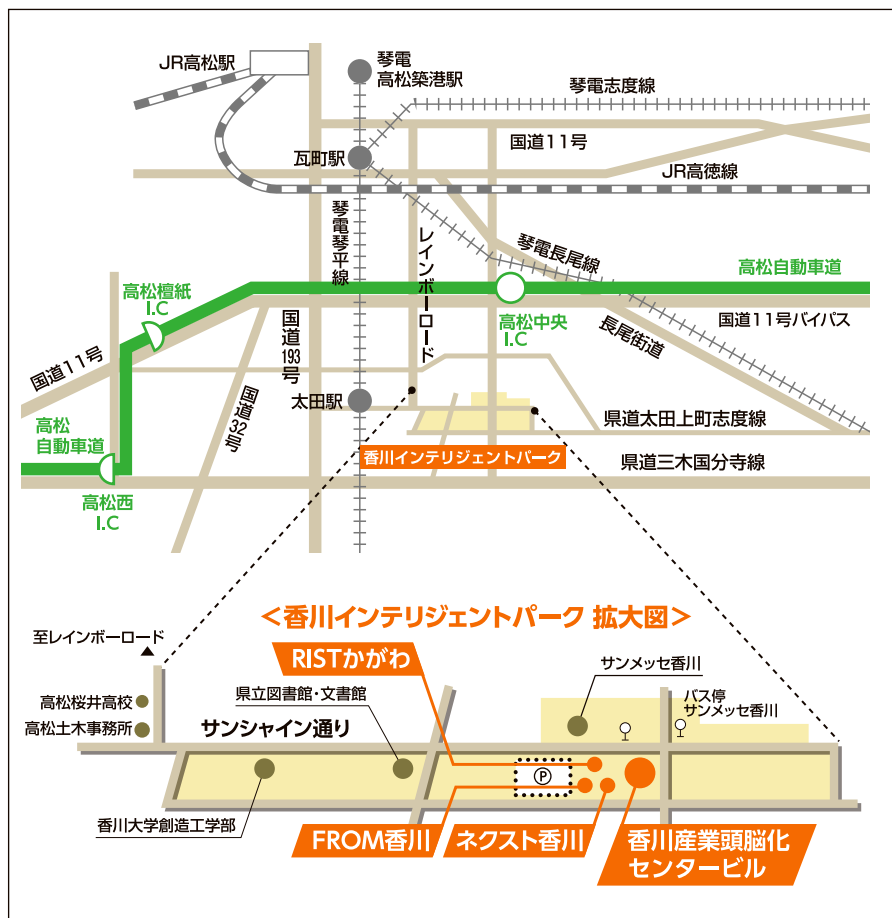 JR高松駅
琴電
高松築港駅
琴電志度線
国道11号
瓦町駅
JR高徳線
琴電琴平線
レインボーロード
琴電長尾線
高松自動車道
高松檀紙
I.C
高松中央
I.C
国道11号バイパス
長尾街道
国道11号
国道193号
国道32号
太田駅
高松
自動車道
県道太田上町志度線
香川インテリジェントパーク
県道三木国分寺線
高松西
I.C
＜香川インテリジェントパーク 拡大図＞
至レインボーロード
RISTかがわ
サンメッセ香川
高松桜井高校
県立図書館・文書館
バス停
サンメッセ香川
高松土木事務所
サンシャイン通り
P
香川大学創造工学部
FROM香川
ネクスト香川
香川産業頭脳化
センタービル